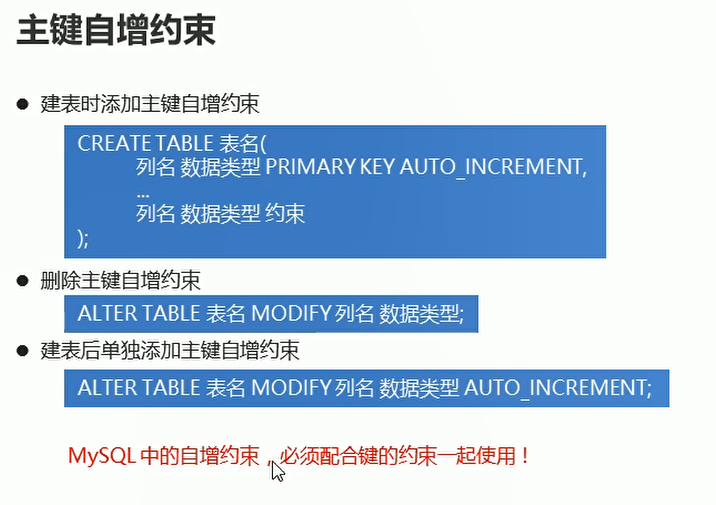 主键自增约束
● 建表时添加主键自增约束
CREATE TABLE 表名(
列名 数据类型 PRIMARY KEY AUTO_INCREMENT,
...
列名 数据类型 约束
);
● 删除主键自增约束
ALTER TABLE 表名 MODIFY 列名 数据类型;
● 建表后单独添加主键自增约束
ALTER TABLE 表名 MODIFY 列名 数据类型 AUTO_INCREMENT;
MySQL 中的自增约束，必须配合键的约束一起使用！